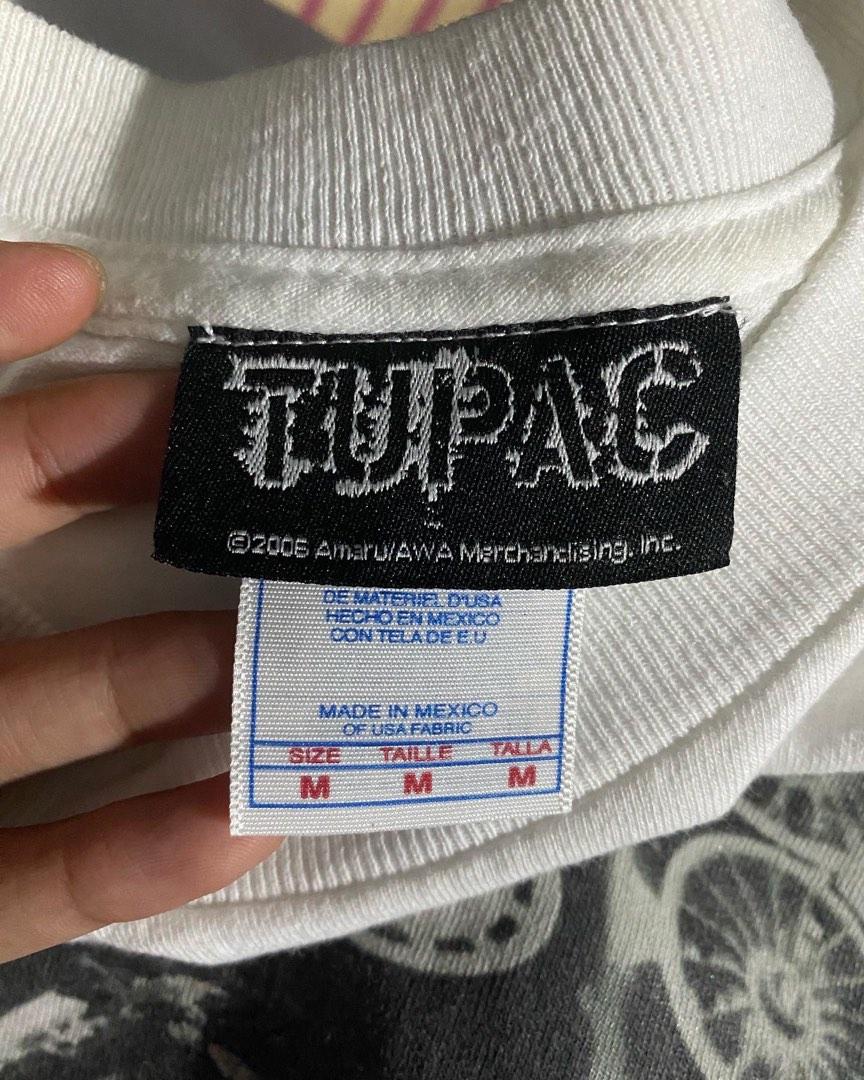 TUPAC
©2006 Amaru/AWA Merchandising, Inc.
DE MATERIEL D'USA
HECHO EN MEXICO
CON TELA DE E.U
MADE IN MEXICO
OF USA FABRIC
SIZE TAILLE TALLA
M M M